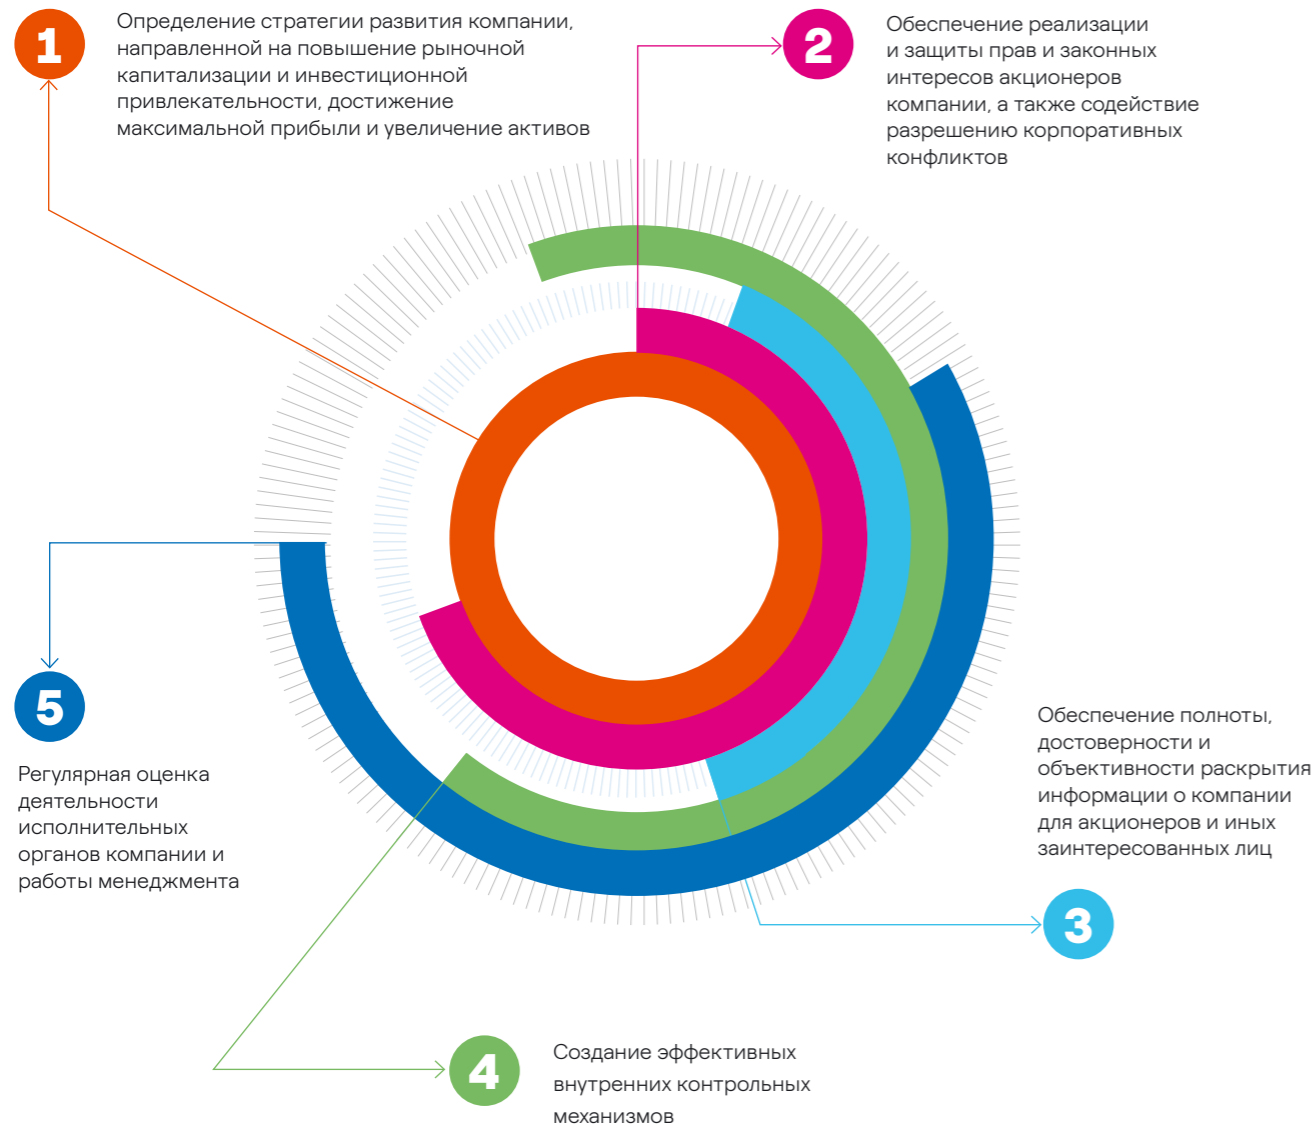 1
Определение стратегии развития компании,
направленной на повышение рыночной
капитализации и инвестиционной
привлекательности, достижение
максимальной прибыли и увеличение активов
2
Обеспечение реализации
и защиты прав и законных
интересов акционеров
компании, а также содействие
разрешению корпоративных
конфликтов
5
Регулярная оценка
деятельности
исполнительных
органов компании и
работы менеджмента
Обеспечение полноты,
достоверности и
объективности раскрытия
информации о компании
для акционеров и иных
заинтересованных лиц
3
4
Создание эффективных
внутренних контрольных
механизмов